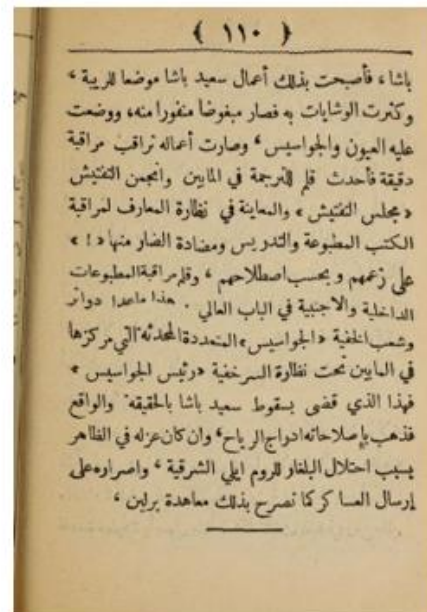 ﴿ ١١٠ ﴾
باشا ، فأصبحت بذلك أعمال سعيد باشا موضعا للريبة ،
وكثرت الوشايات به فصار مبغوضا منفورا منه، ووضعت
عليه العيون والجواسيس ، وصارت أعماله تراقب مراقبة
دقيقة فأحدث قلم للترجمة في المابين وانجمن التفتيش
«مجلس التفتيش» والمعاينة في نظارة المعارف لمراقبة
الكتب المطبوعة والتدريس ومضادة الضار منها «!»
على زعمهم وبحسب اصطلاحهم ، وقلم مراقبة المطبوعات
الداخلية والاجنبية في الباب العالي . هذا ماعدا دوائر
وشعب الخفية «الجواسيس» المتعددة المحدثة التي مركزها
في المابين تحت نظارة السرخفية «رئيس الجواسيس»
فهذا الذي قضى بسقوط سعيد باشا بالحقيقة والواقع
فذهب بإصلاحاته ادراج الرياح ، وان كان عزله في الظاهر
بسبب احتلال البلغار للروم ايلي الشرقية ، واصراره على
إرسال العساكر كما تصرح بذلك معاهدة برلين ،